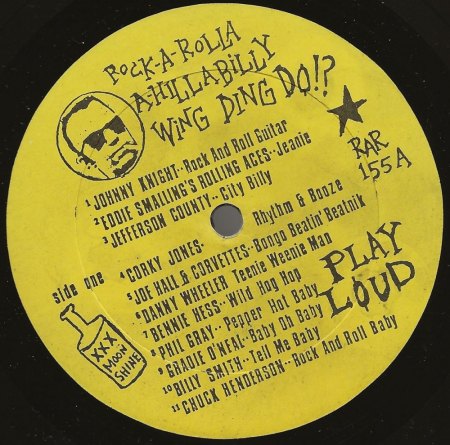 ROCK-A-ROLLA
AHILLABILLY
WING DING DO!?
RAR
155A
1 JOHNNY KNIGHT--Rock And Roll Guitar
2 EDDIE SMALLING'S ROLLING ACES--Jeanie
3 JEFFERSON COUNTY--City Billy
side one
4 CORKY JONES- Rhythm & Booze
5 JOE HALL & CORVETTES--Bongo Beatin' Beatnik
6 DANNY WHEELER Teenie Weenie Man
7 BENNIE HESS--Wild Hog Hop
8 PHIL GRAY--Pepper Hot Baby
9 GRADIE O'NEAL--Baby Oh Baby
10 BILLY SMITH--Tell Me Baby
11 CHUCK HENDERSON--Rock And Roll Baby
PLAY
LOUD
XXX
MOON
SHINE